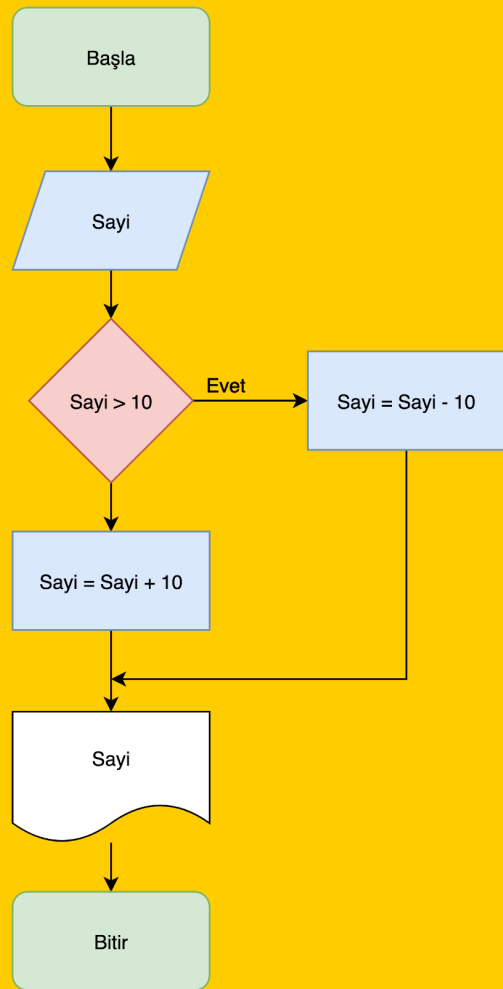 Başla
Sayi
Sayi > 10
Evet
Sayi = Sayi - 10
Sayi = Sayi + 10
Sayi
Bitir